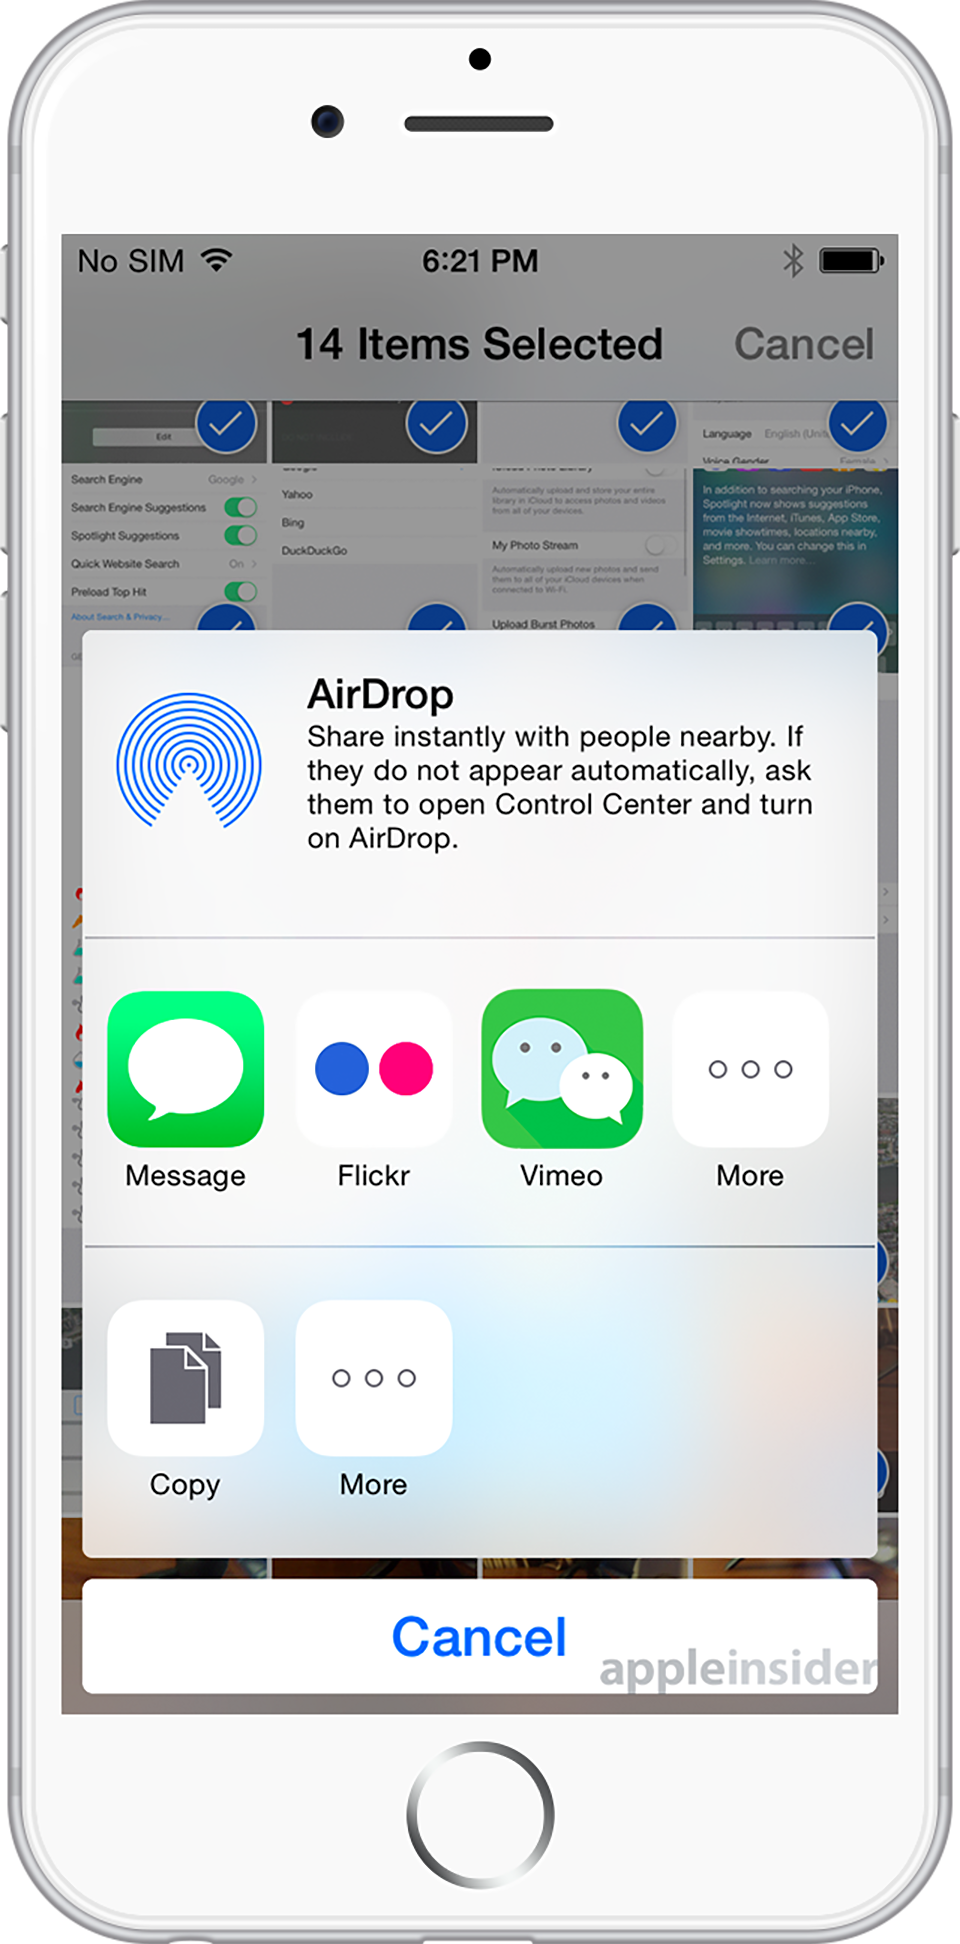 No SIM 6:21 PM
14 Items Selected Cancel
Edit
Language English
Voice Gender Female
Search Engine Google
Search Engine Suggestions
Spotlight Suggestions
Quick Website Search On
Preload Top Hit
About Search & Privacy...
Yahoo
Bing
DuckDuckGo
Automatically upload and store your entire
library in iCloud to access photos and videos
from all of your devices.
My Photo Stream
Automatically upload new photos and send
them to all of your iCloud devices when
connected to Wi-Fi.
Upload Burst Photos
In addition to searching your iPhone,
Spotlight now shows suggestions
from the Internet, iTunes, App Store,
movie showtimes, locations nearby,
and more. You can change this in
Settings. Learn more...
AirDrop
Share instantly with people nearby. If
they do not appear automatically, ask
them to open Control Center and turn
on AirDrop.
Message Flickr Vimeo More
Copy More
Cancel
appleinsider